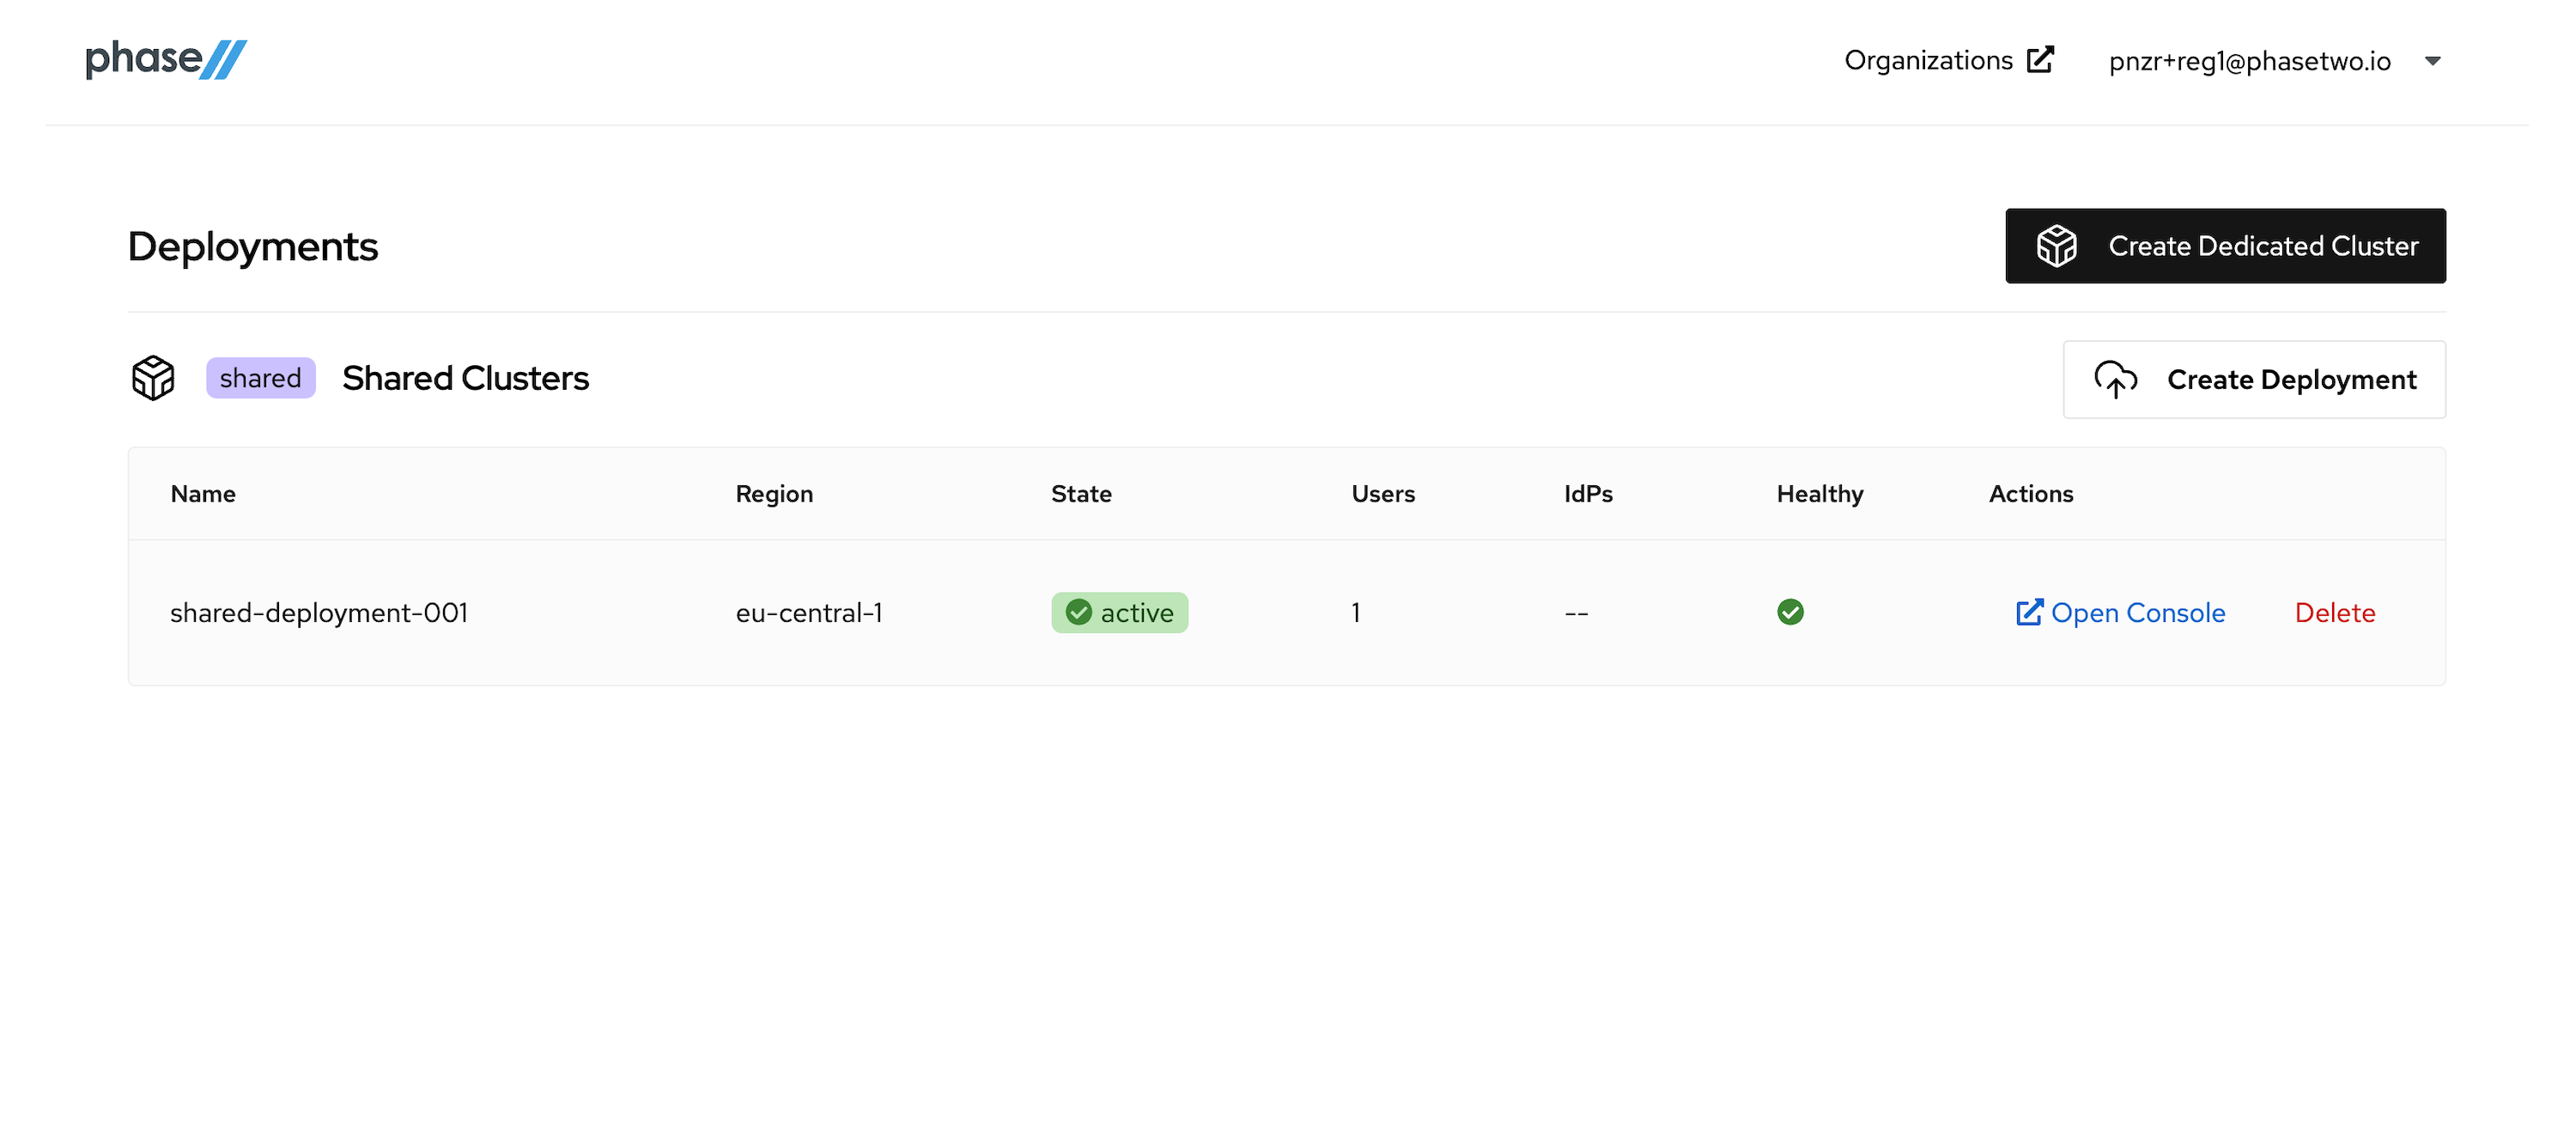 phase
Organizations
pnzr+reg1@phasetwo.io
Deployments
Create Dedicated Cluster
shared
Shared Clusters
Create Deployment
Name Region State Users IdPs Healthy Actions
shared-deployment-001 eu-central-1 active 1 -- Open Console Delete